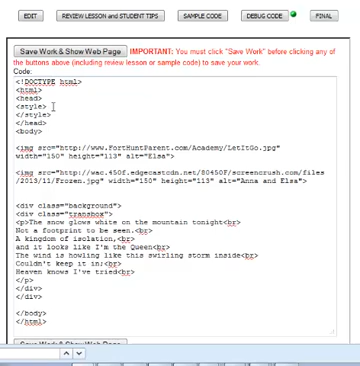 EDIT
REVIEW LESSON and STUDENT TIPS
SAMPLE CODE
DEBUG CODE
FINAL
Save Work & Show Web Page IMPORTANT: You must click "Save Work" before clicking any
of the buttons above (including review lesson or sample code) to save your work.
Code:
<!DOCTYPE html>
<html>
<head>
<style>
</style>
</head>
<body>
<img src="http://www.FortHuntParent.com/Academy/LetItGo.jpg"
width="150" height="113" alt="Elsa">
<img src="http://wac.450f.edgecastcdn.net/80450F/screencrush.com/files
/2013/11/Frozen.jpg" width="150" height="113" alt="Anna and Elsa">
<div class="background">
<div class="transbox">
<p>The snow glows white on the mountain tonight<br>
Not a footprint to be seen.<br>
A kingdom of isolation,<br>
and it looks like I'm the Queen<br>
The wind is howling like this swirling storm inside<br>
Couldn't keep it in;<br>
Heaven knows I've tried<br>
</p>
</div>
</div>
</body>
</html>
Save Work & Show Web Page